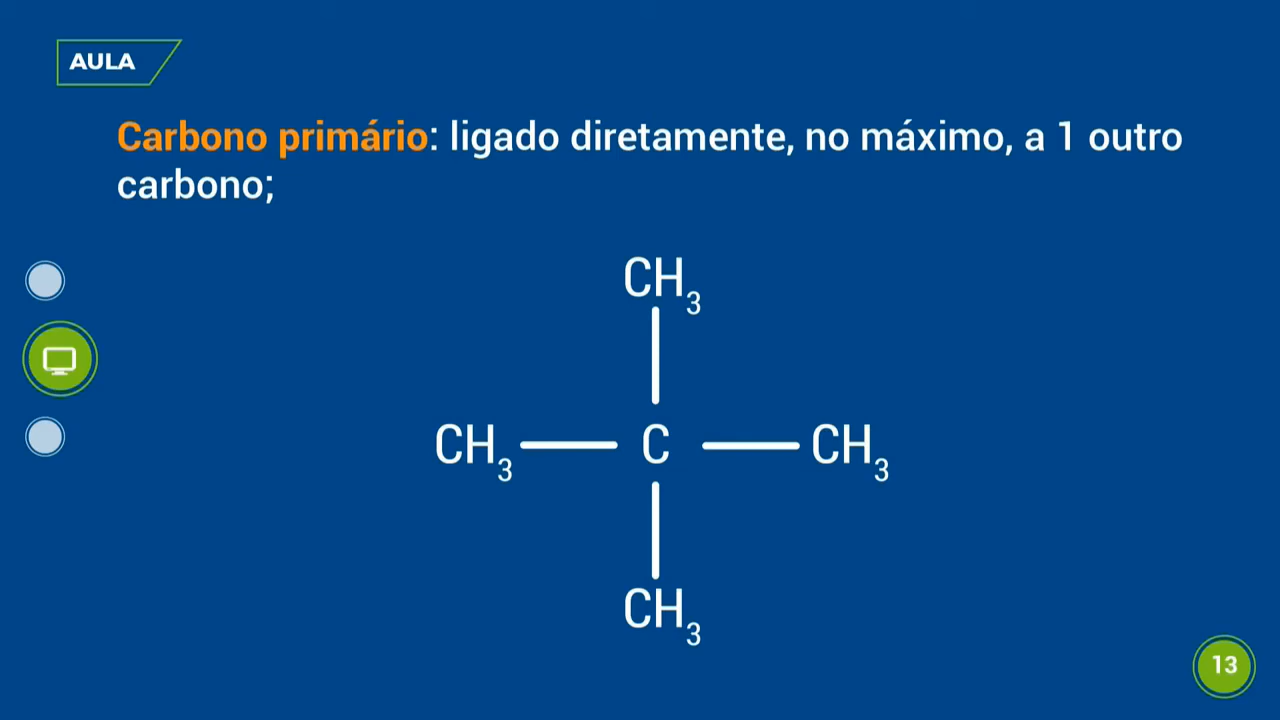 AULA
Carbono primário: ligado diretamente, no máximo, a 1 outro
carbono;
CH3
CH3 C CH3
CH3
13